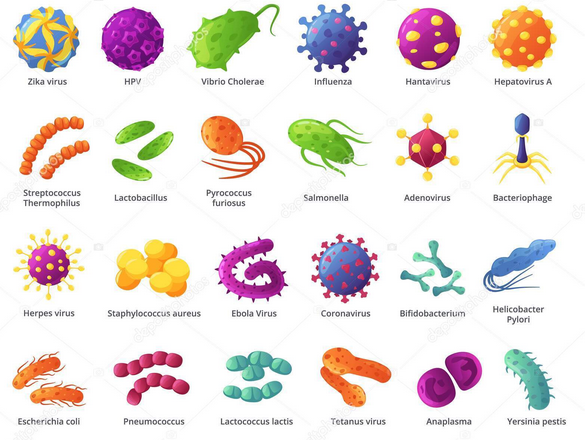 Zika virus
HPV
Vibrio Cholerae
Influenza
Hantavirus
Hepatovirus A
Streptococcus
Thermophilus
Lactobacillus
Pyrococcus
furiosus
Salmonella
Adenovirus
Bacteriophage
Herpes virus
Staphylococcus aureus
Ebola Virus
Coronavirus
Bifidobacterium
Helicobacter
Pylori
Escherichia coli
Pneumococcus
Lactococcus lactis
Tetanus virus
Anaplasma
Yersinia pestis